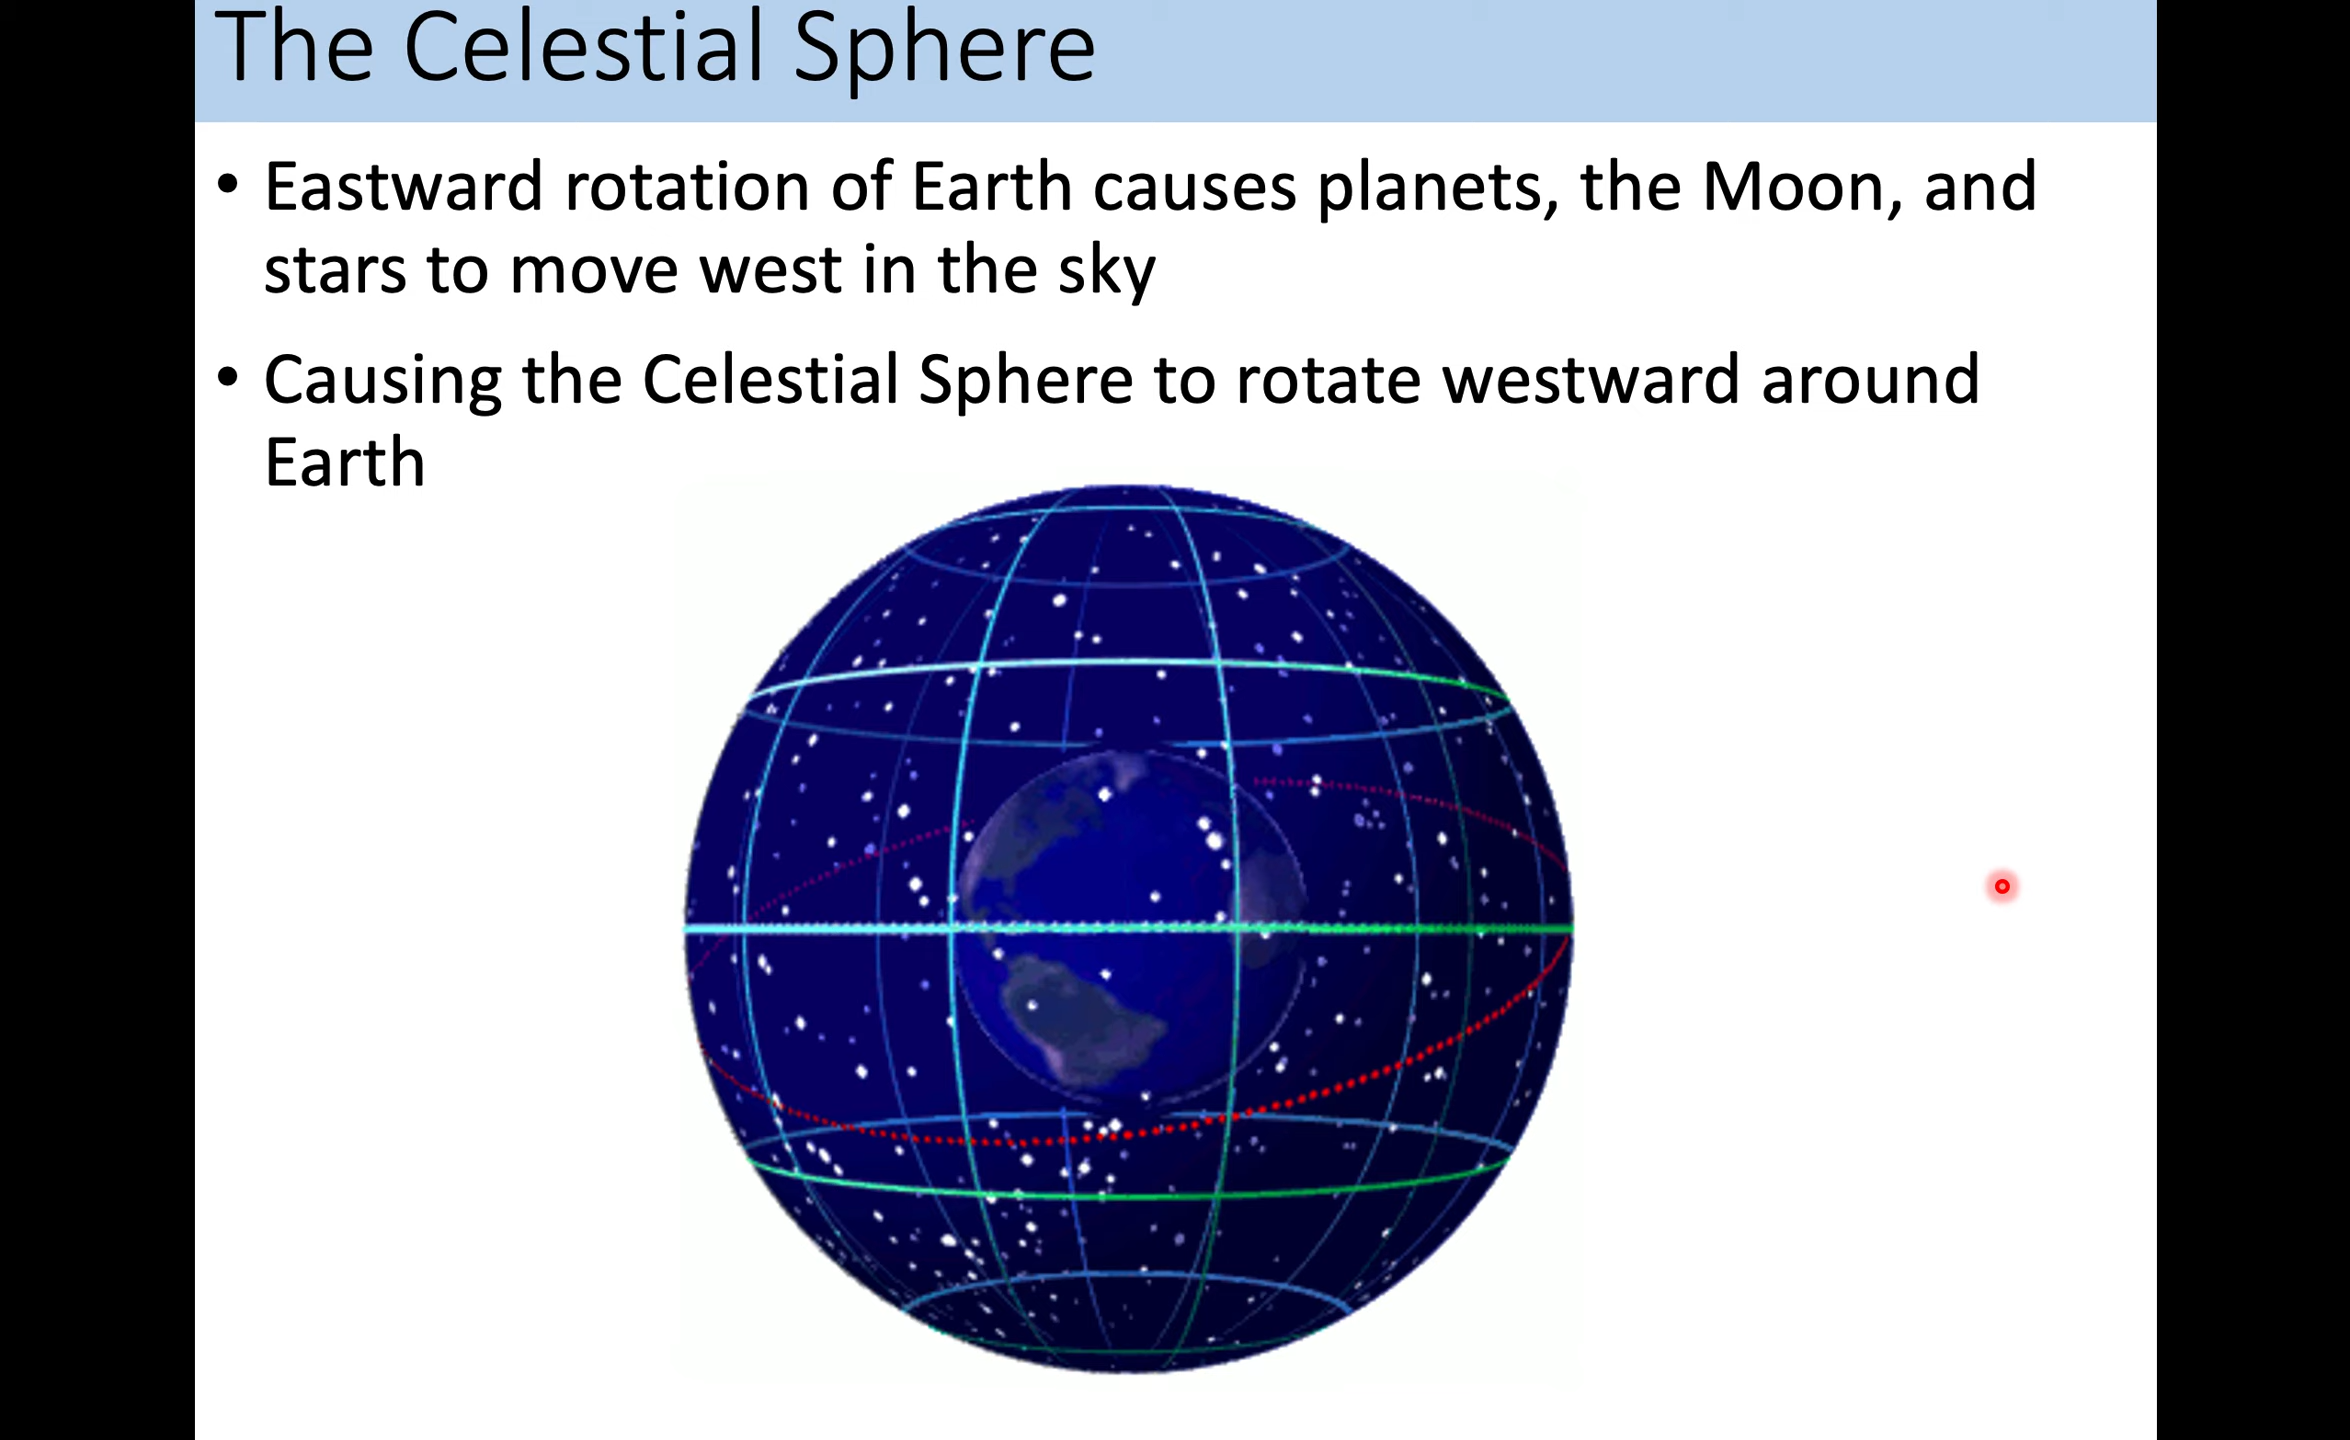 The Celestial Sphere
• Eastward rotation of Earth causes planets, the Moon, and
stars to move west in the sky
• Causing the Celestial Sphere to rotate westward around
Earth